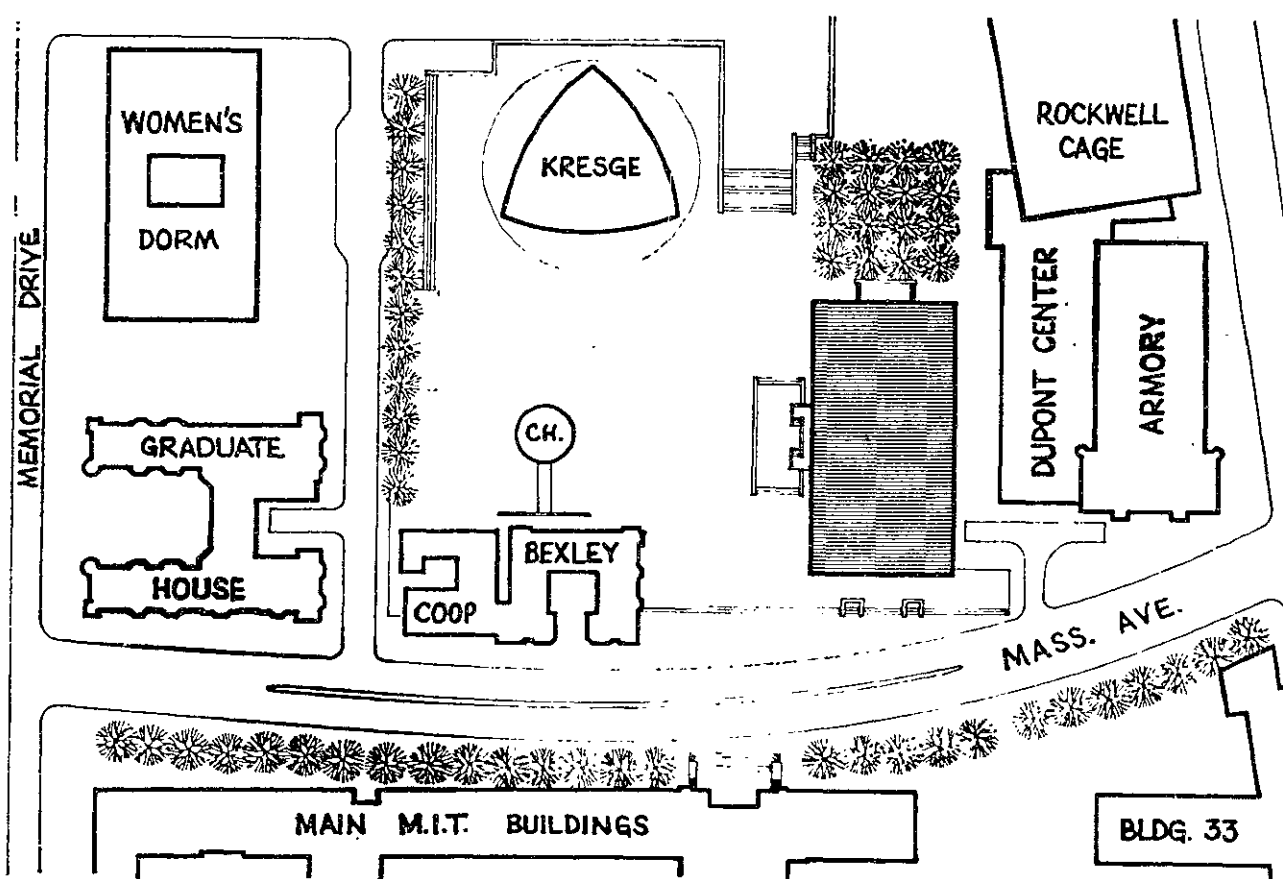 WOMEN'S
DORM
KRESGE
ROCKWELL
CAGE
MEMORIAL DRIVE
DUPONT CENTER
ARMORY
GRADUATE
HOUSE
CH.
BEXLEY
COOP
MASS. AVE.
MAIN M.I.T. BUILDINGS
BLDG. 33